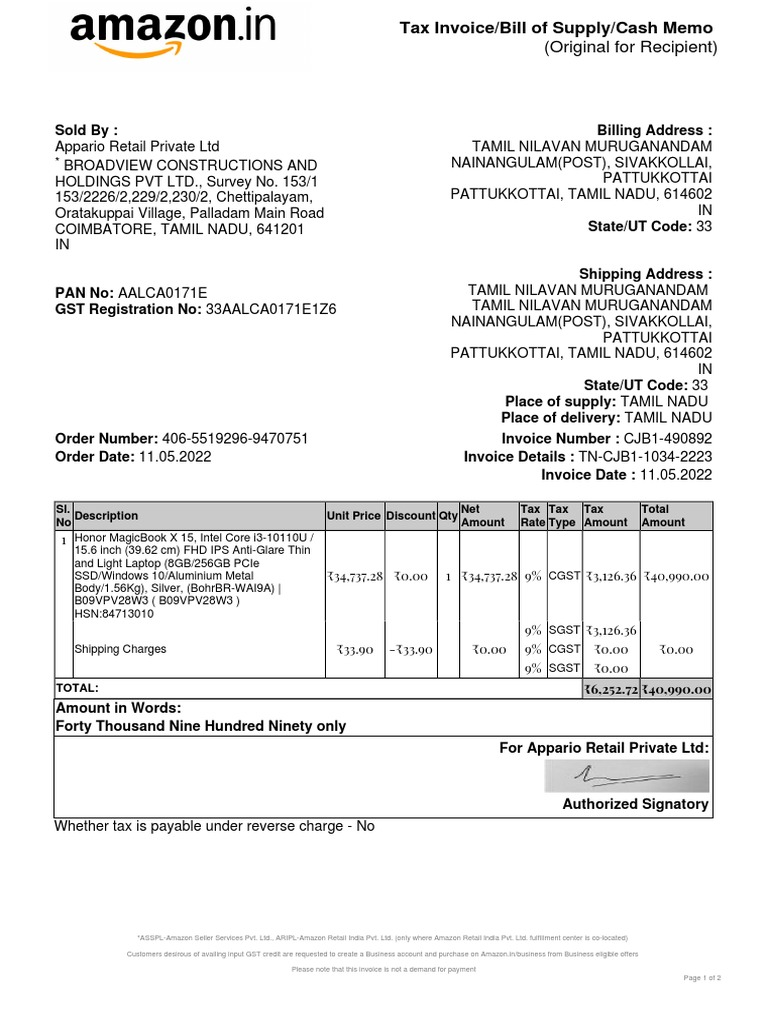 amazon.in
Tax Invoice/Bill of Supply/Cash Memo
(Original for Recipient)
Sold By :
Appario Retail Private Ltd
* BROADVIEW CONSTRUCTIONS AND
HOLDINGS PVT LTD., Survey No. 153/1
153/2226/2,229/2,230/2, Chettipalayam,
Oratakuppai Village, Palladam Main Road
COIMBATORE, TAMIL NADU, 641201
IN
PAN No: AALCA0171E
GST Registration No: 33AALCA0171E1Z6
Billing Address :
TAMIL NILAVAN MURUGANANDAM
NAINANGULAM(POST), SIVAKKOLLAI,
PATTUKKOTTAI
PATTUKKOTTAI, TAMIL NADU, 614602
IN
State/UT Code: 33
Shipping Address :
TAMIL NILAVAN MURUGANANDAM
TAMIL NILAVAN MURUGANANDAM
NAINANGULAM(POST), SIVAKKOLLAI,
PATTUKKOTTAI
PATTUKKOTTAI, TAMIL NADU, 614602
IN
State/UT Code: 33
Place of supply: TAMIL NADU
Place of delivery: TAMIL NADU
Order Number: 406-5519296-9470751
Order Date: 11.05.2022
Invoice Number : CJB1-490892
Invoice Details : TN-CJB1-1034-2223
Invoice Date : 11.05.2022
Sl. No Description Unit Price Discount Qty Net Amount Tax Rate Tax Type Tax Amount Total Amount
1 Honor MagicBook X 15, Intel Core i3-10110U /
15.6 inch (39.62 cm) FHD IPS Anti-Glare Thin
and Light Laptop (8GB/256GB PCIe
SSD/Windows 10/Aluminium Metal
Body/1.56Kg), Silver, (BohrBR-WAI9A) |
B09VPV28W3 ( B09VPV28W3 )
HSN:84713010
₹34,737.28 ₹0.00 1 ₹34,737.28 9% CGST ₹3,126.36 ₹40,990.00
9% SGST ₹3,126.36
Shipping Charges ₹33.90 -₹33.90 ₹0.00 9% CGST ₹0.00 ₹0.00
9% SGST ₹0.00
TOTAL: ₹6,252.72 ₹40,990.00
Amount in Words:
Forty Thousand Nine Hundred Ninety only
For Appario Retail Private Ltd:
Authorized Signatory
Whether tax is payable under reverse charge - No
*ASSPL-Amazon Seller Services Pvt. Ltd., ARIPL-Amazon Retail India Pvt. Ltd. (only where Amazon Retail India Pvt. Ltd. fulfillment center is co-located)
Customers desirous of availing input GST credit are requested to create a Business account and purchase on Amazon.in/business from Business eligible offers
Please note that this invoice is not a demand for payment
Page 1 of 2